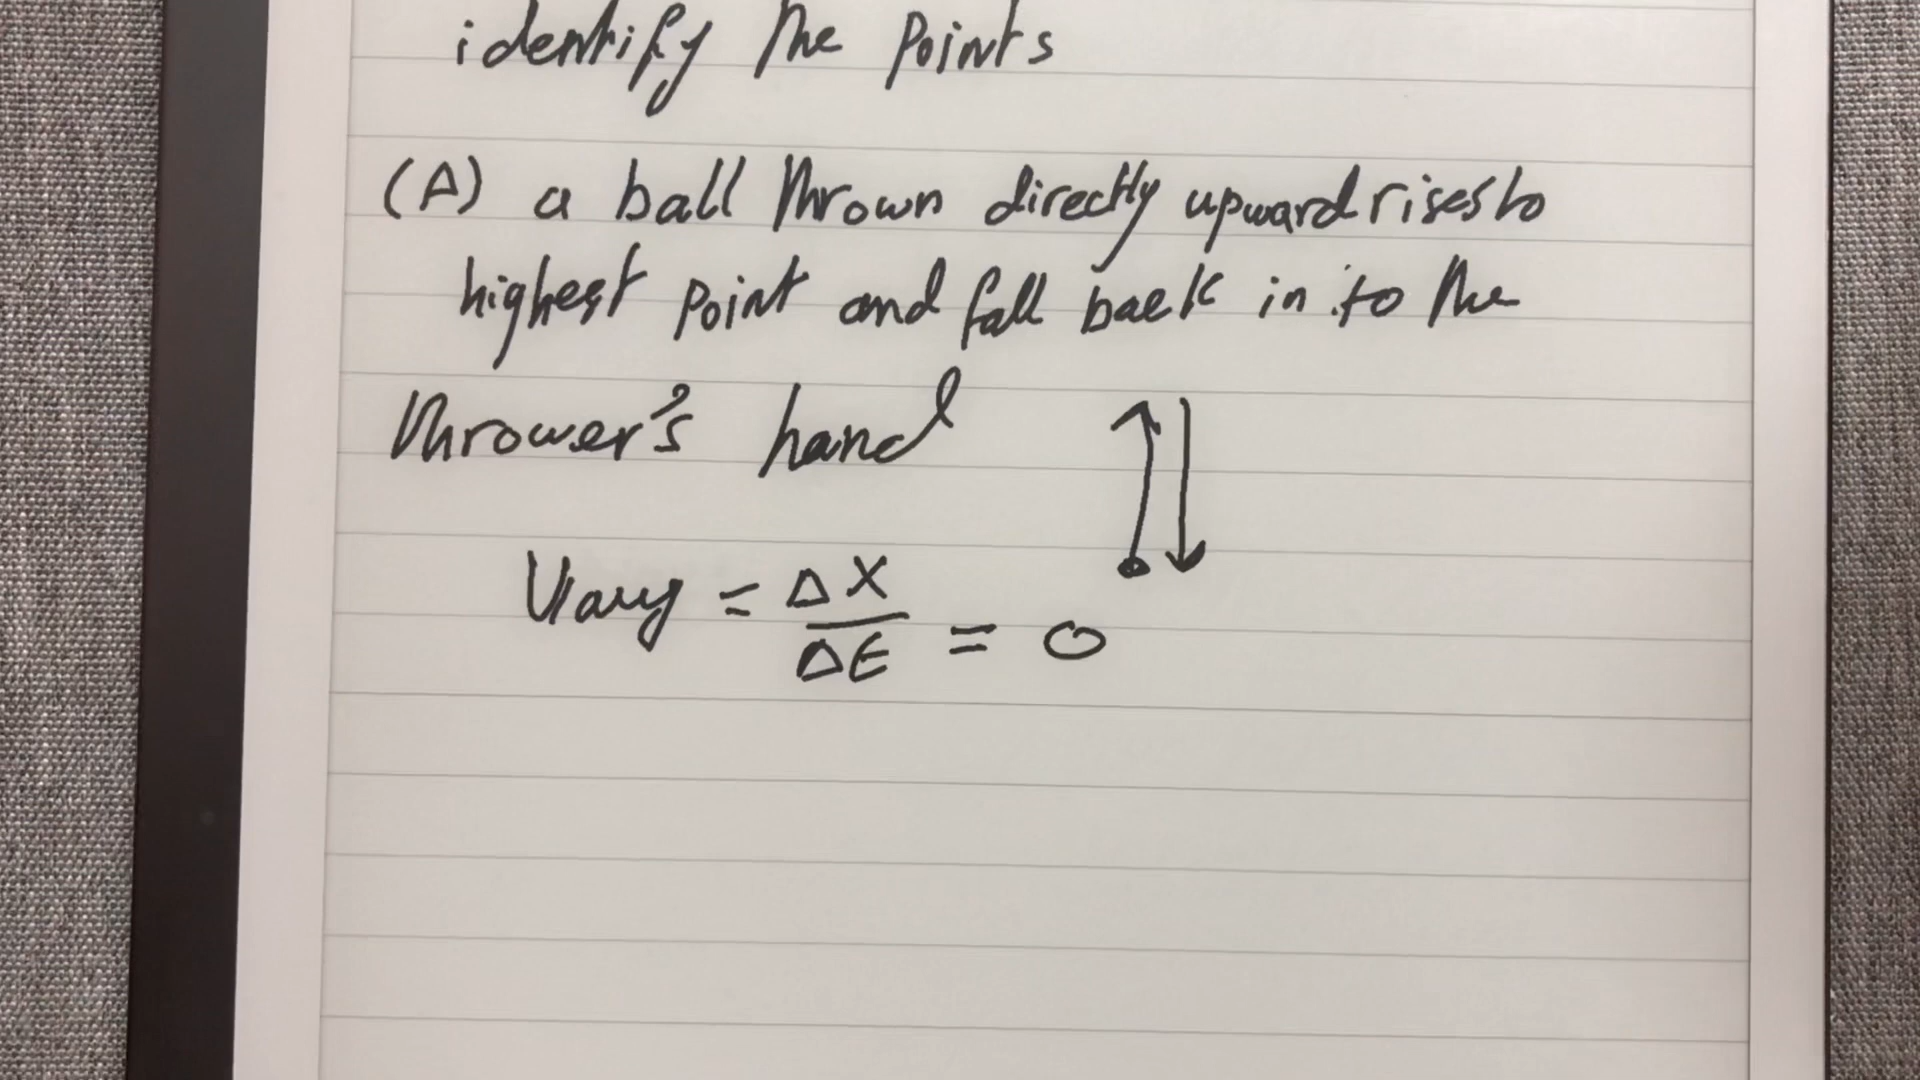 identify the points
(A) a ball thrown directly upward rises to
highest point and fall back in to the
thrower's hand
Vavg = ΔX/Δt = 0